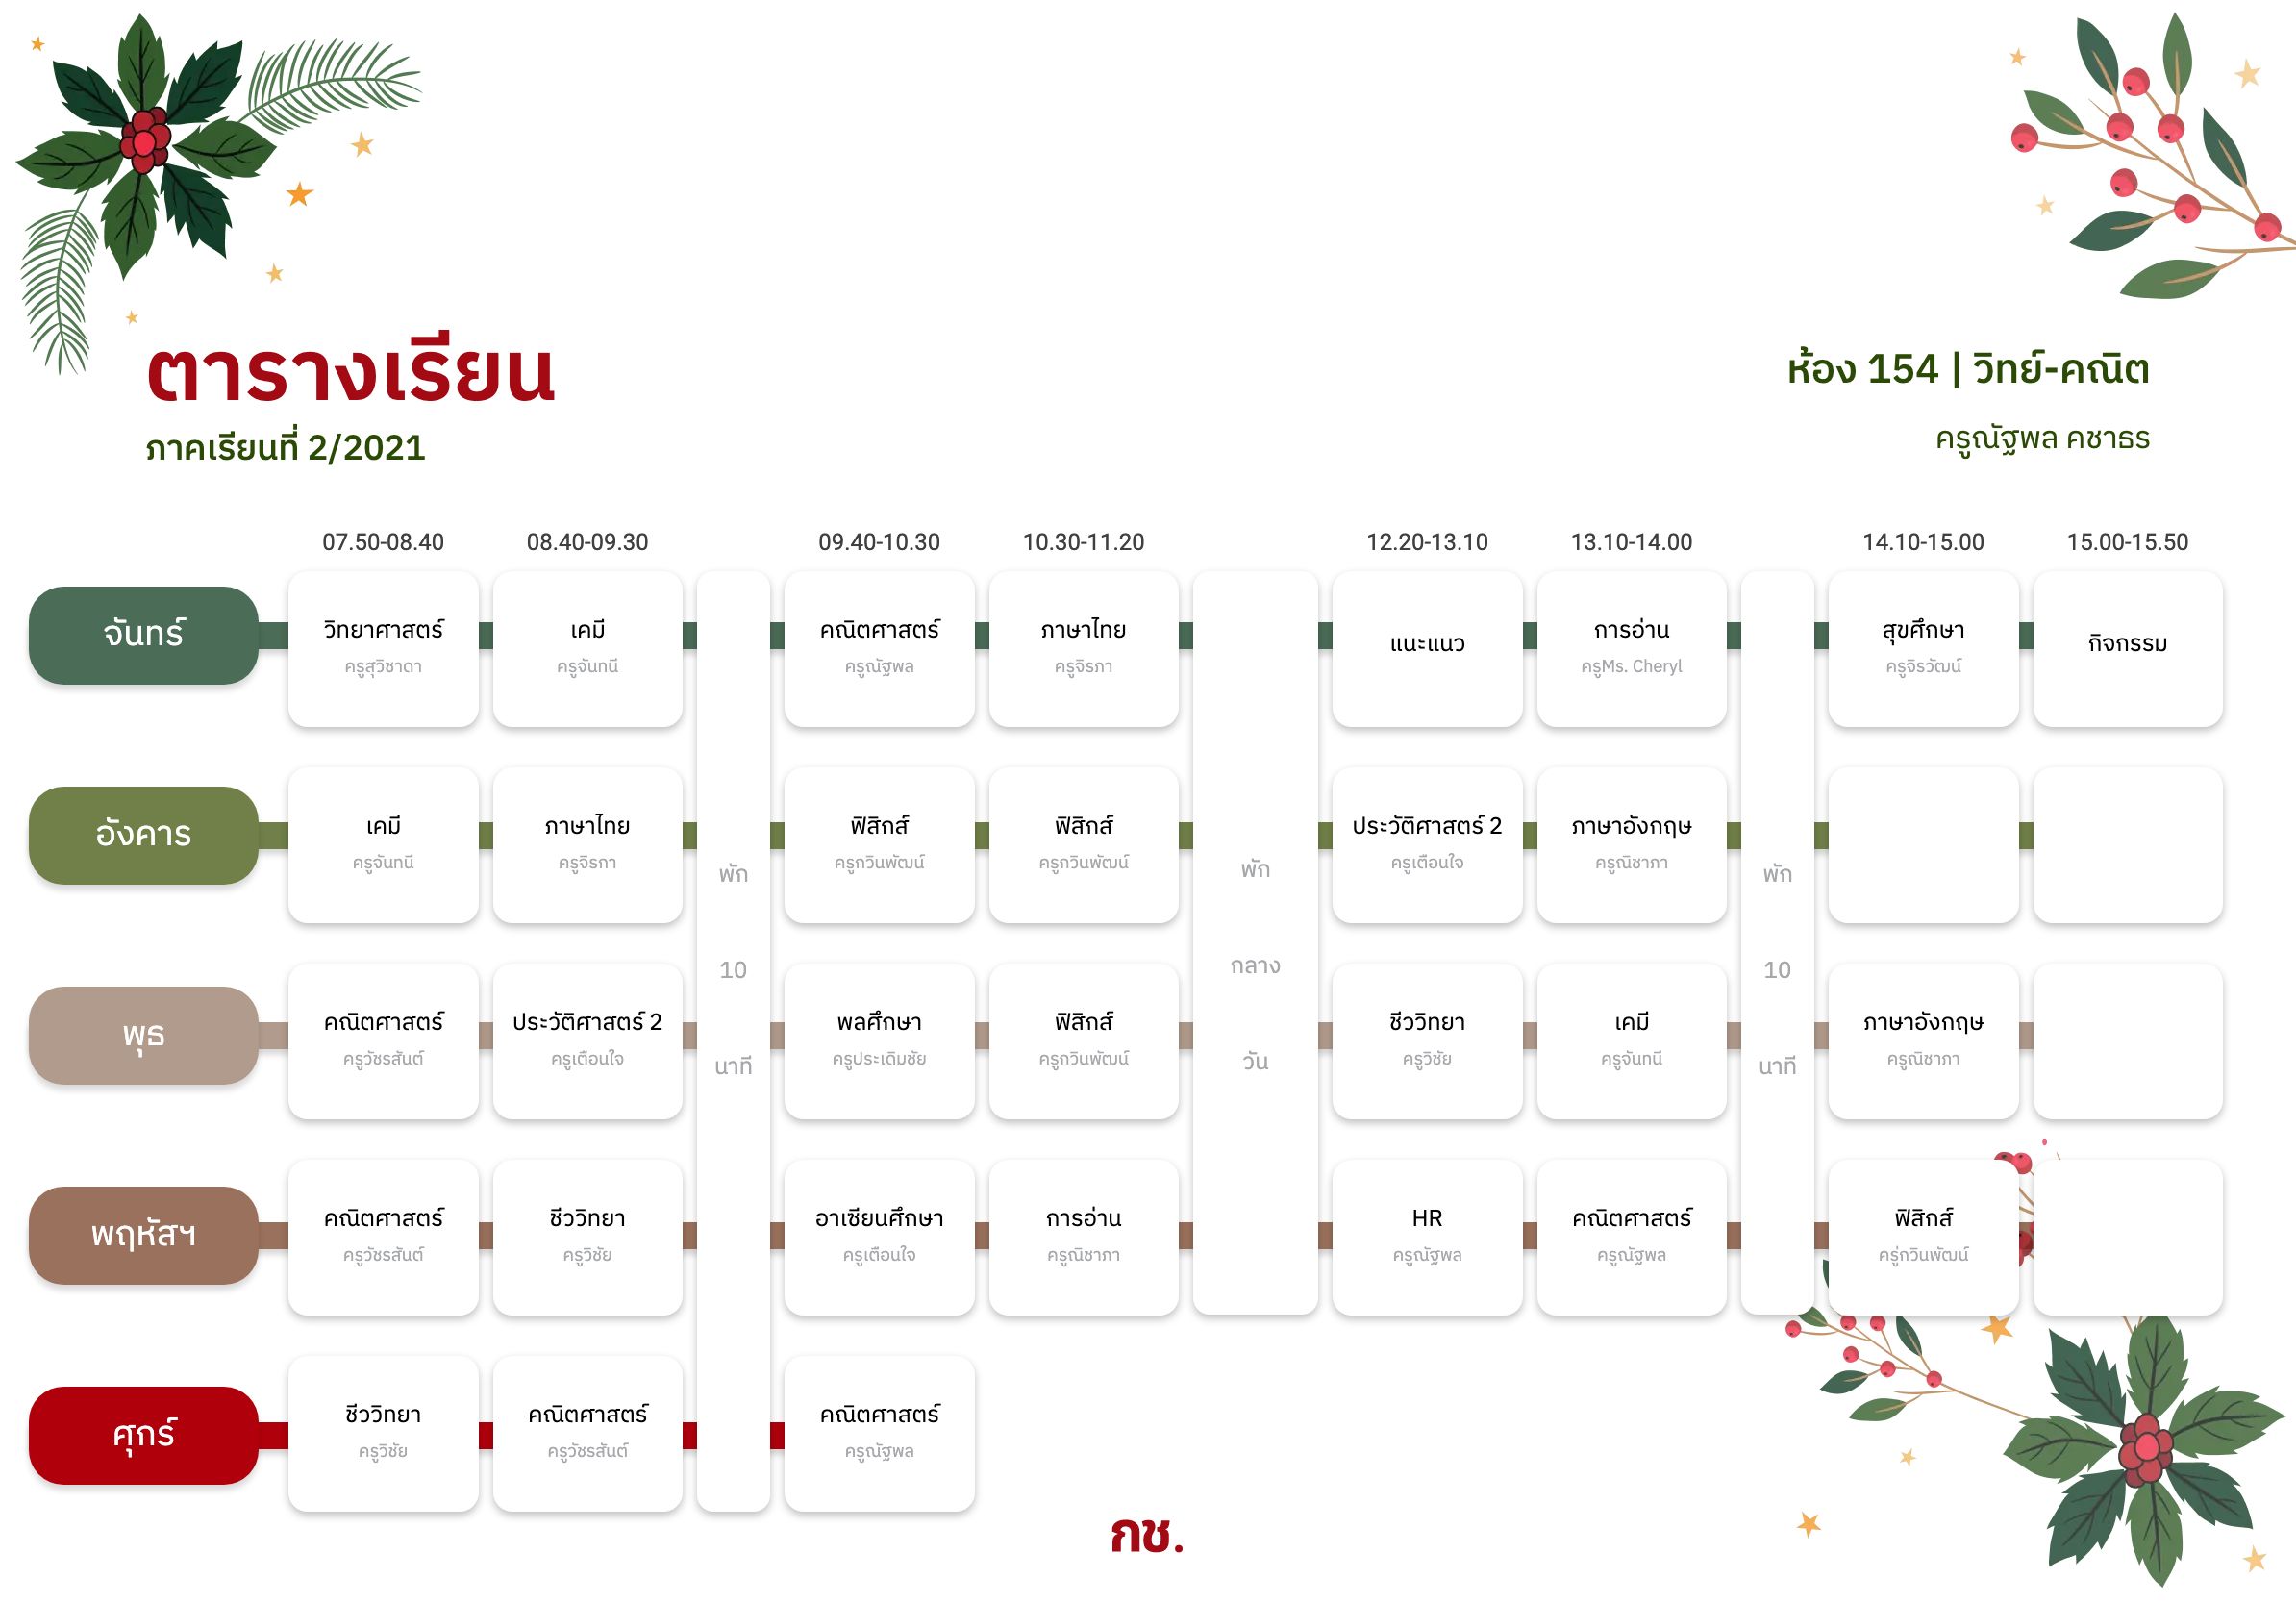 ตารางเรียน
ภาคเรียนที่ 2/2021
ห้อง 154 | วิทย์-คณิต
ครูณัฐพล คชาธร
07.50-08.40 08.40-09.30 09.40-10.30 10.30-11.20 12.20-13.10 13.10-14.00 14.10-15.00 15.00-15.50
จันทร์
วิทยาศาสตร์
ครูสุวิชาดา
เคมี
ครูจันทนี
คณิตศาสตร์
ครูณัฐพล
ภาษาไทย
ครูจิรภา
แนะแนว
การอ่าน
ครูMs. Cheryl
สุขศึกษา
ครูจิรวัฒน์
กิจกรรม
อังคาร
เคมี
ครูจันทนี
ภาษาไทย
ครูจิรภา
ฟิสิกส์
ครูกวินพัฒน์
ฟิสิกส์
ครูกวินพัฒน์
ประวัติศาสตร์ 2
ครูเตือนใจ
ภาษาอังกฤษ
ครูณิชาภา
พัก
10
นาที
พัก
กลาง
วัน
พัก
10
นาที
พุธ
คณิตศาสตร์
ครูวัชรสันต์
ประวัติศาสตร์ 2
ครูเตือนใจ
พลศึกษา
ครูประเดิมชัย
ฟิสิกส์
ครูกวินพัฒน์
ชีววิทยา
ครูวิชัย
เคมี
ครูจันทนี
ภาษาอังกฤษ
ครูณิชาภา
พฤหัสฯ
คณิตศาสตร์
ครูวัชรสันต์
ชีววิทยา
ครูวิชัย
อาเซียนศึกษา
ครูเตือนใจ
การอ่าน
ครูณิชาภา
HR
ครูณัฐพล
คณิตศาสตร์
ครูณัฐพล
ฟิสิกส์
ครู่กวินพัฒน์
ศุกร์
ชีววิทยา
ครูวิชัย
คณิตศาสตร์
ครูวัชรสันต์
คณิตศาสตร์
ครูณัฐพล
กช.